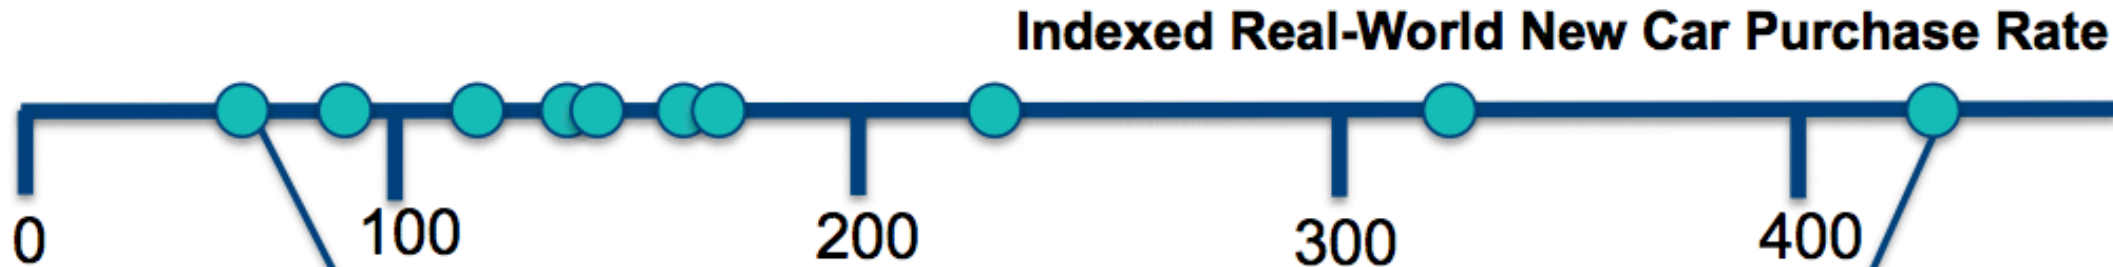 Indexed Real-World New Car Purchase Rate
0 100 200 300 400